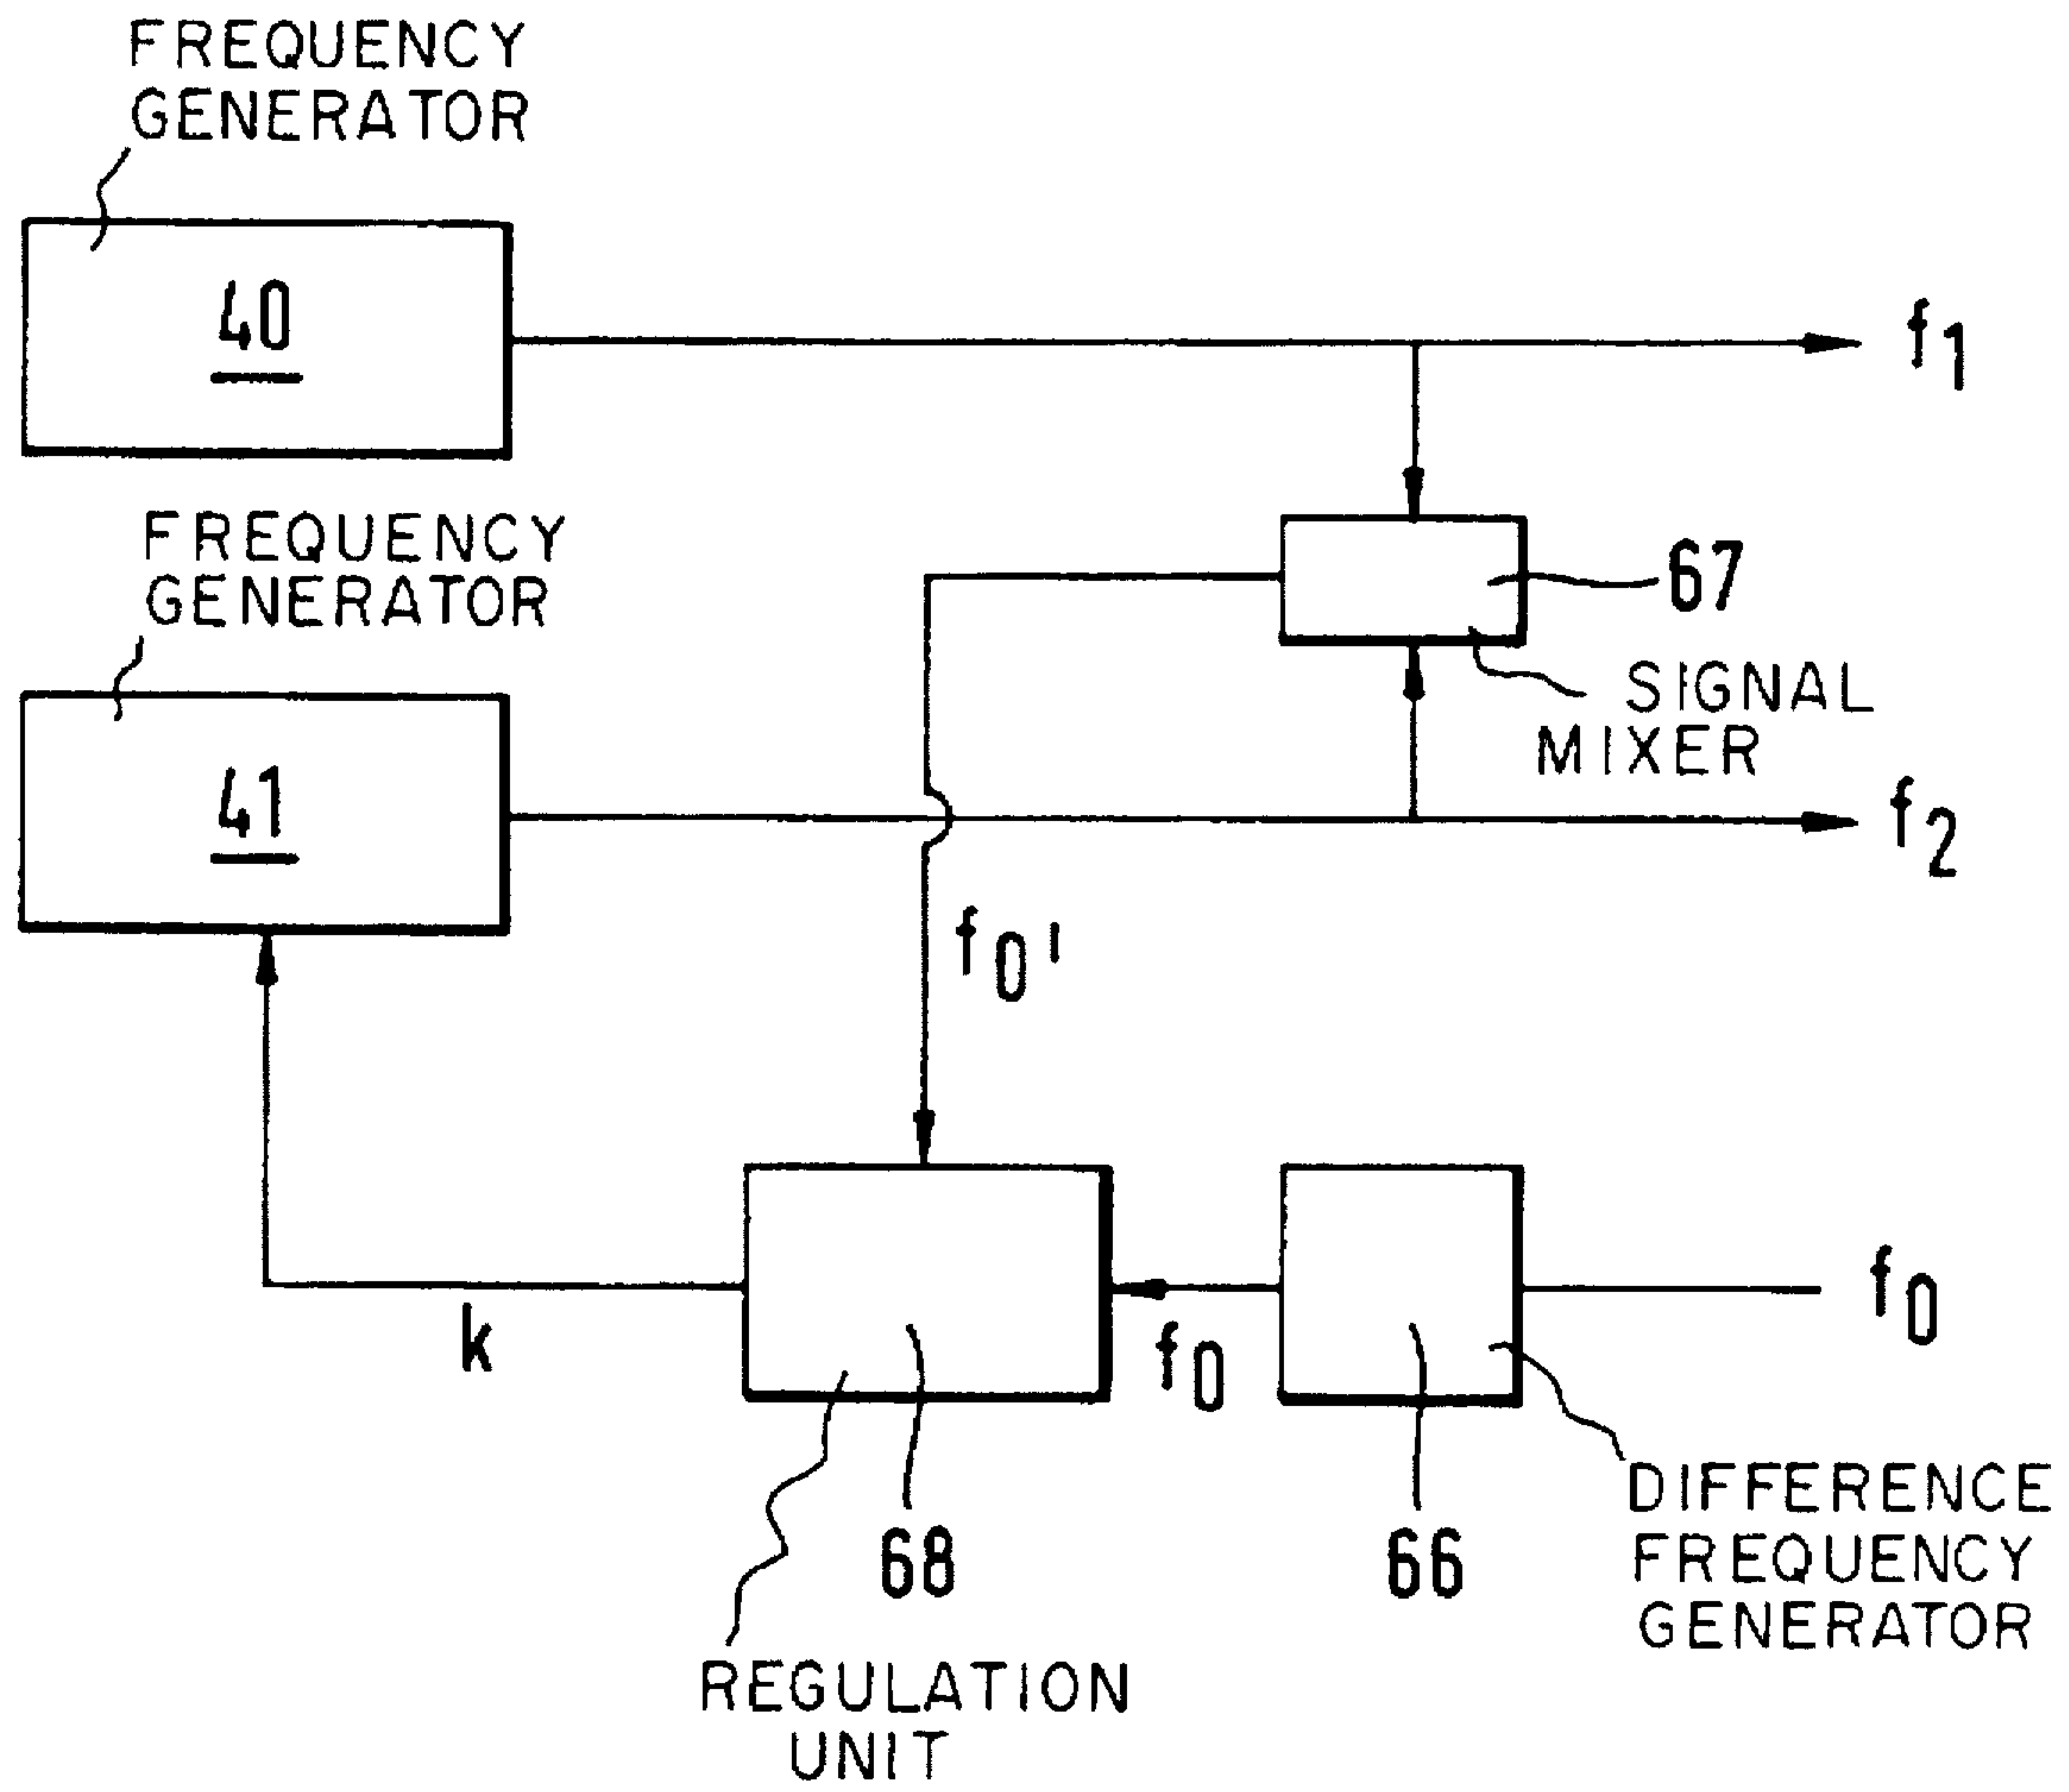 FREQUENCY
GENERATOR
40
f1
FREQUENCY
GENERATOR
67
SIGNAL
MIXER
41
f2
f0'
k
f0
f0
68
66
DIFFERENCE
FREQUENCY
GENERATOR
REGULATION
UNIT